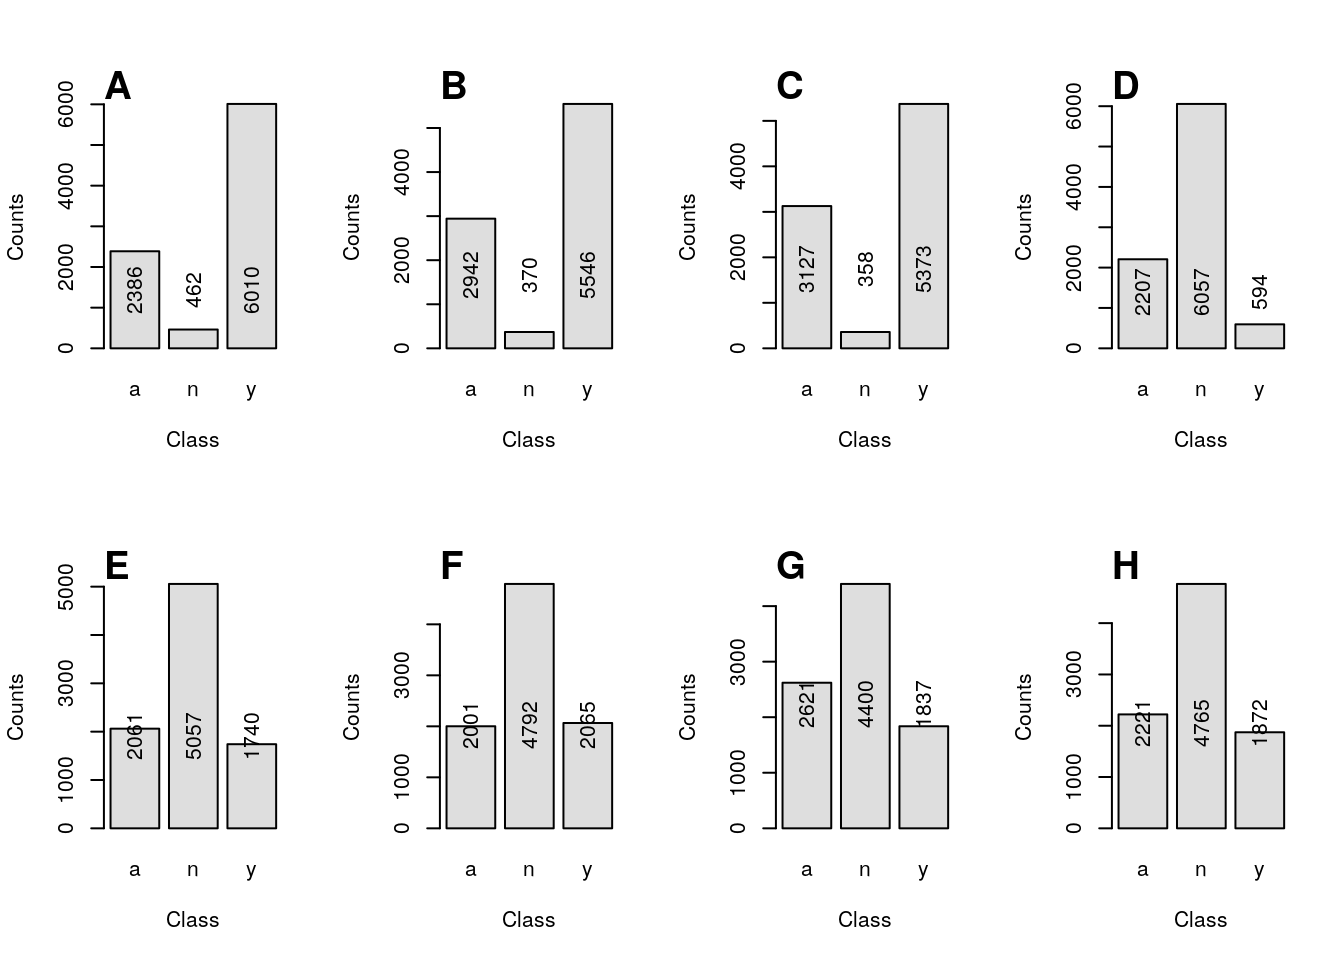 A
Counts
0
2000
4000
6000
2386
462
6010
a n y
Class
B
Counts
0
2000
4000
2942
370
5546
a n y
Class
C
Counts
0
2000
4000
3127
358
5373
a n y
Class
D
Counts
0
2000
4000
6000
2207
6057
594
a n y
Class
E
Counts
0
1000
3000
5000
2061
5057
1740
a n y
Class
F
Counts
0
1000
3000
2001
4792
2065
a n y
Class
G
Counts
0
1000
3000
2621
4400
1837
a n y
Class
H
Counts
0
1000
3000
2221
4765
1872
a n y
Class